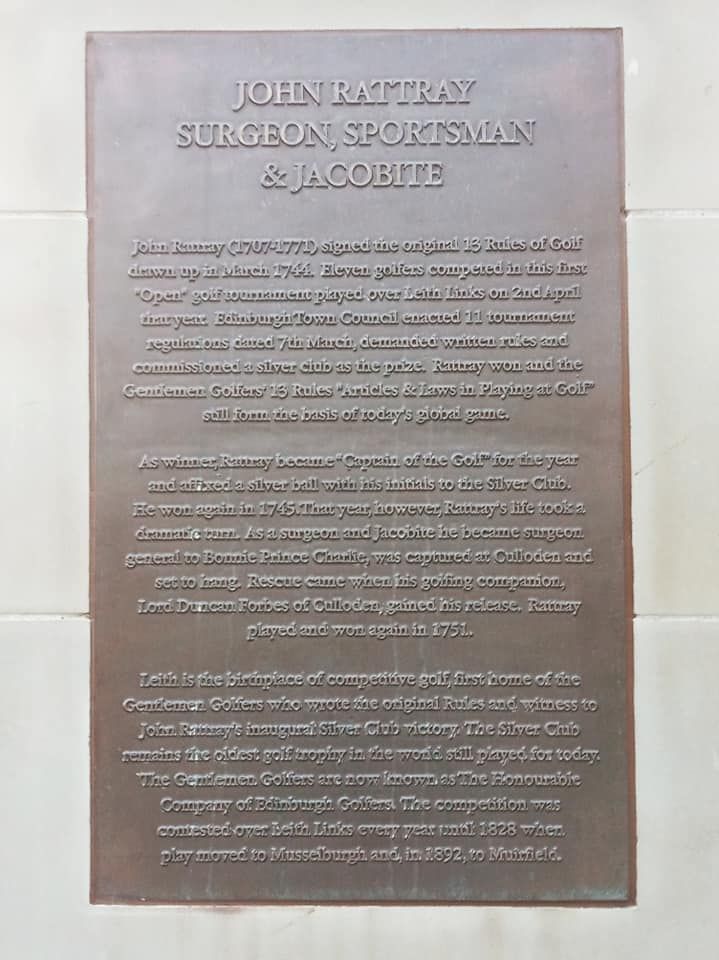 JOHN RATTRAY
SURGEON, SPORTSMAN
& JACOBITE
John Rattray (1707-1771) signed the original 13 Rules of Golf
drawn up in March 1744. Eleven golfers competed in this first
"Open" golf tournament played over Leith Links on 2nd April
that year. Edinburgh Town Council enacted 11 tournament
regulations dated 7th March, demanded written rules and
commissioned a silver club as the prize. Rattray won and the
Gentlemen Golfers' 13 Rules "Articles & Laws in Playing at Golf"
still form the basis of today's global game.
As winner, Rattray became "Captain of the Golf" for the year
and affixed a silver ball with his initials to the Silver Club.
He won again in 1745. That year, however, Rattray's life took a
dramatic turn. As a surgeon and Jacobite he became surgeon
general to Bonnie Prince Charlie, was captured at Culloden and
set to hang. Rescue came when his golfing companion,
Lord Duncan Forbes of Culloden, gained his release. Rattray
played and won again in 1751.
Leith is the birthplace of competitive golf, first home of the
Gentlemen Golfers who wrote the original Rules and witness to
John Rattray's inaugural Silver Club victory. The Silver Club
remains the oldest golf trophy in the world still played for today.
The Gentlemen Golfers are now known as The Honourable
Company of Edinburgh Golfers. The competition was
contested over Leith Links every year until 1828 when
play moved to Musselburgh and, in 1892, to Muirfield.